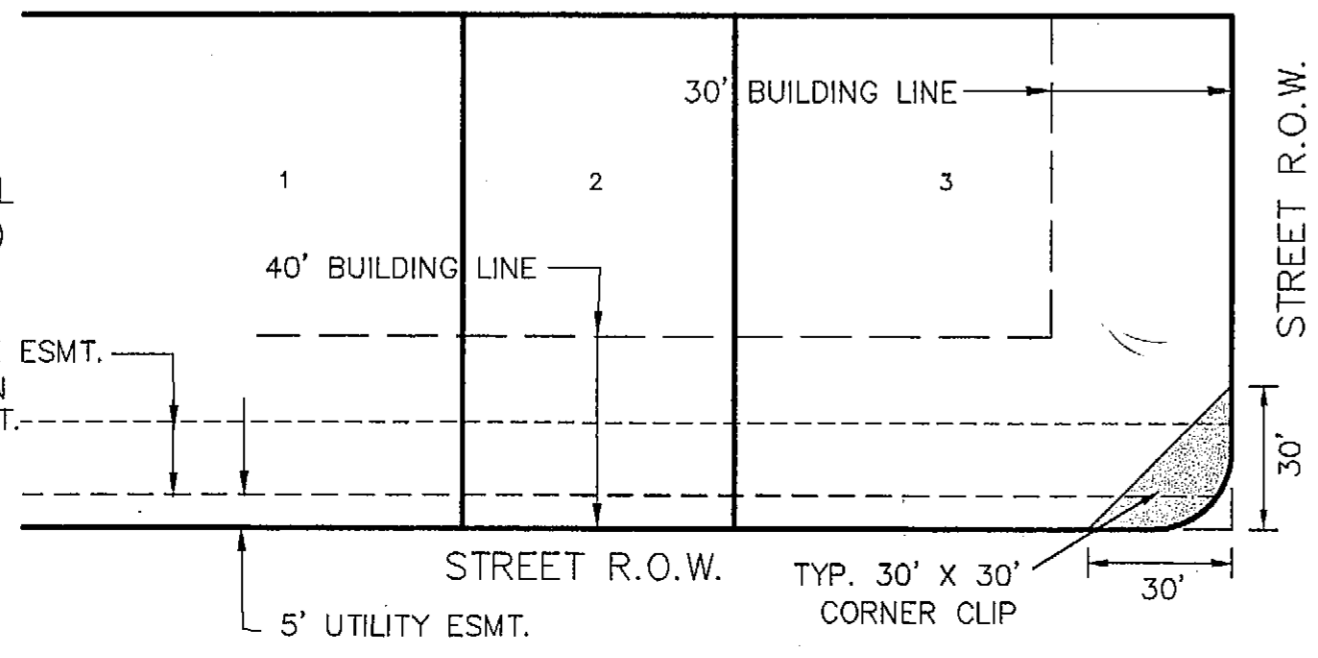 30' BUILDING LINE
STREET R.O.W.
1
2
3
L
)
40' BUILDING LINE
ESMT.
N
T.
30'
STREET R.O.W.
TYP. 30' X 30'
CORNER CLIP
30'
5' UTILITY ESMT.